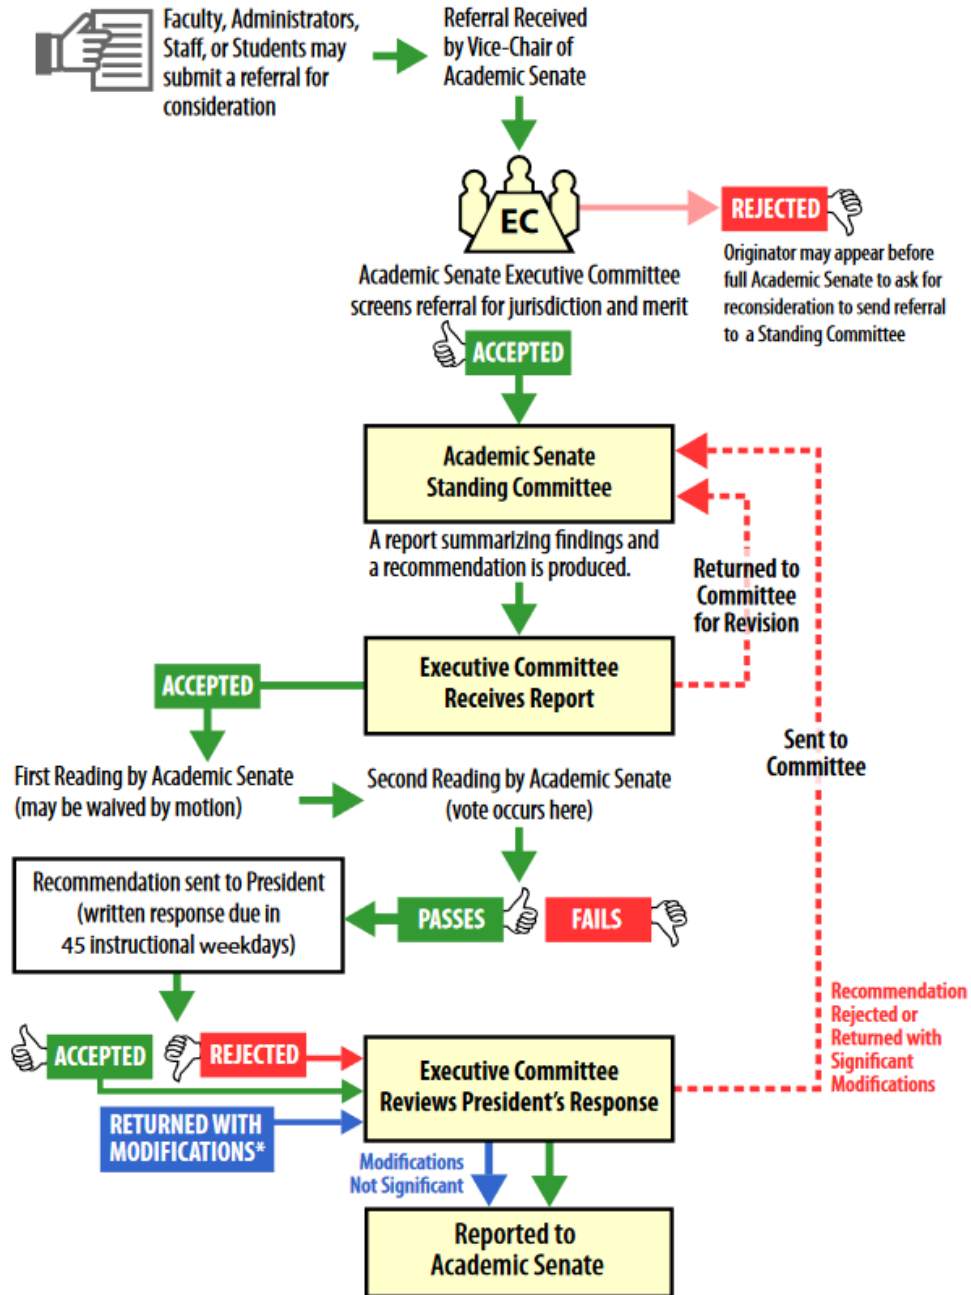 Faculty, Administrators,
Staff, or Students may
submit a referral for
consideration
Referral Received
by Vice-Chair of
Academic Senate
EC
REJECTED
Originator may appear before
full Academic Senate to ask for
reconsideration to send referral
to a Standing Committee
Academic Senate Executive Committee
screens referral for jurisdiction and merit
ACCEPTED
Academic Senate
Standing Committee
A report summarizing findings and
a recommendation is produced.
Returned to
Committee
for Revision
Executive Committee
Receives Report
ACCEPTED
Sent to
Committee
First Reading by Academic Senate
(may be waived by motion)
Second Reading by Academic Senate
(vote occurs here)
Recommendation sent to President
(written response due in
45 instructional weekdays)
PASSES
FAILS
Recommendation
Rejected or
Returned with
Significant
Modifications
ACCEPTED
REJECTED
Executive Committee
Reviews President's Response
RETURNED WITH
MODIFICATIONS*
Modifications
Not Significant
Reported to
Academic Senate